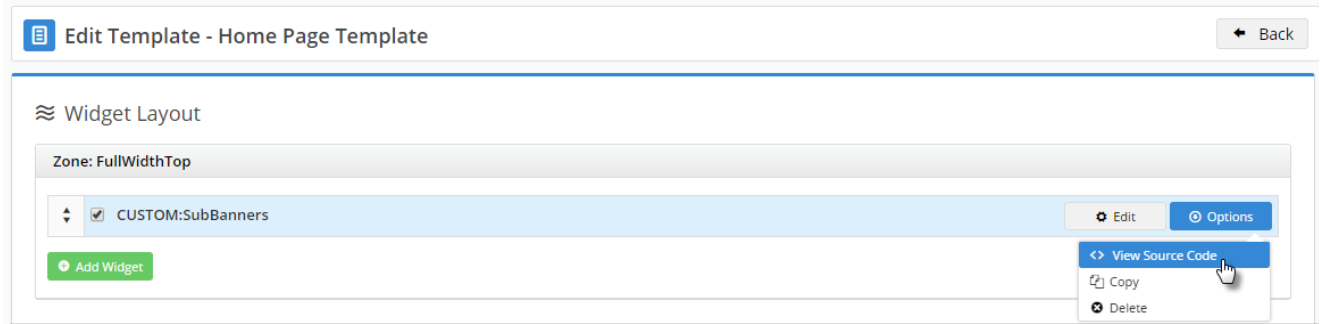 Edit Template - Home Page Template
Back
Widget Layout
Zone: FullWidthTop
CUSTOM:SubBanners
Edit
Options
<> View Source Code
Add Widget
Copy
Delete